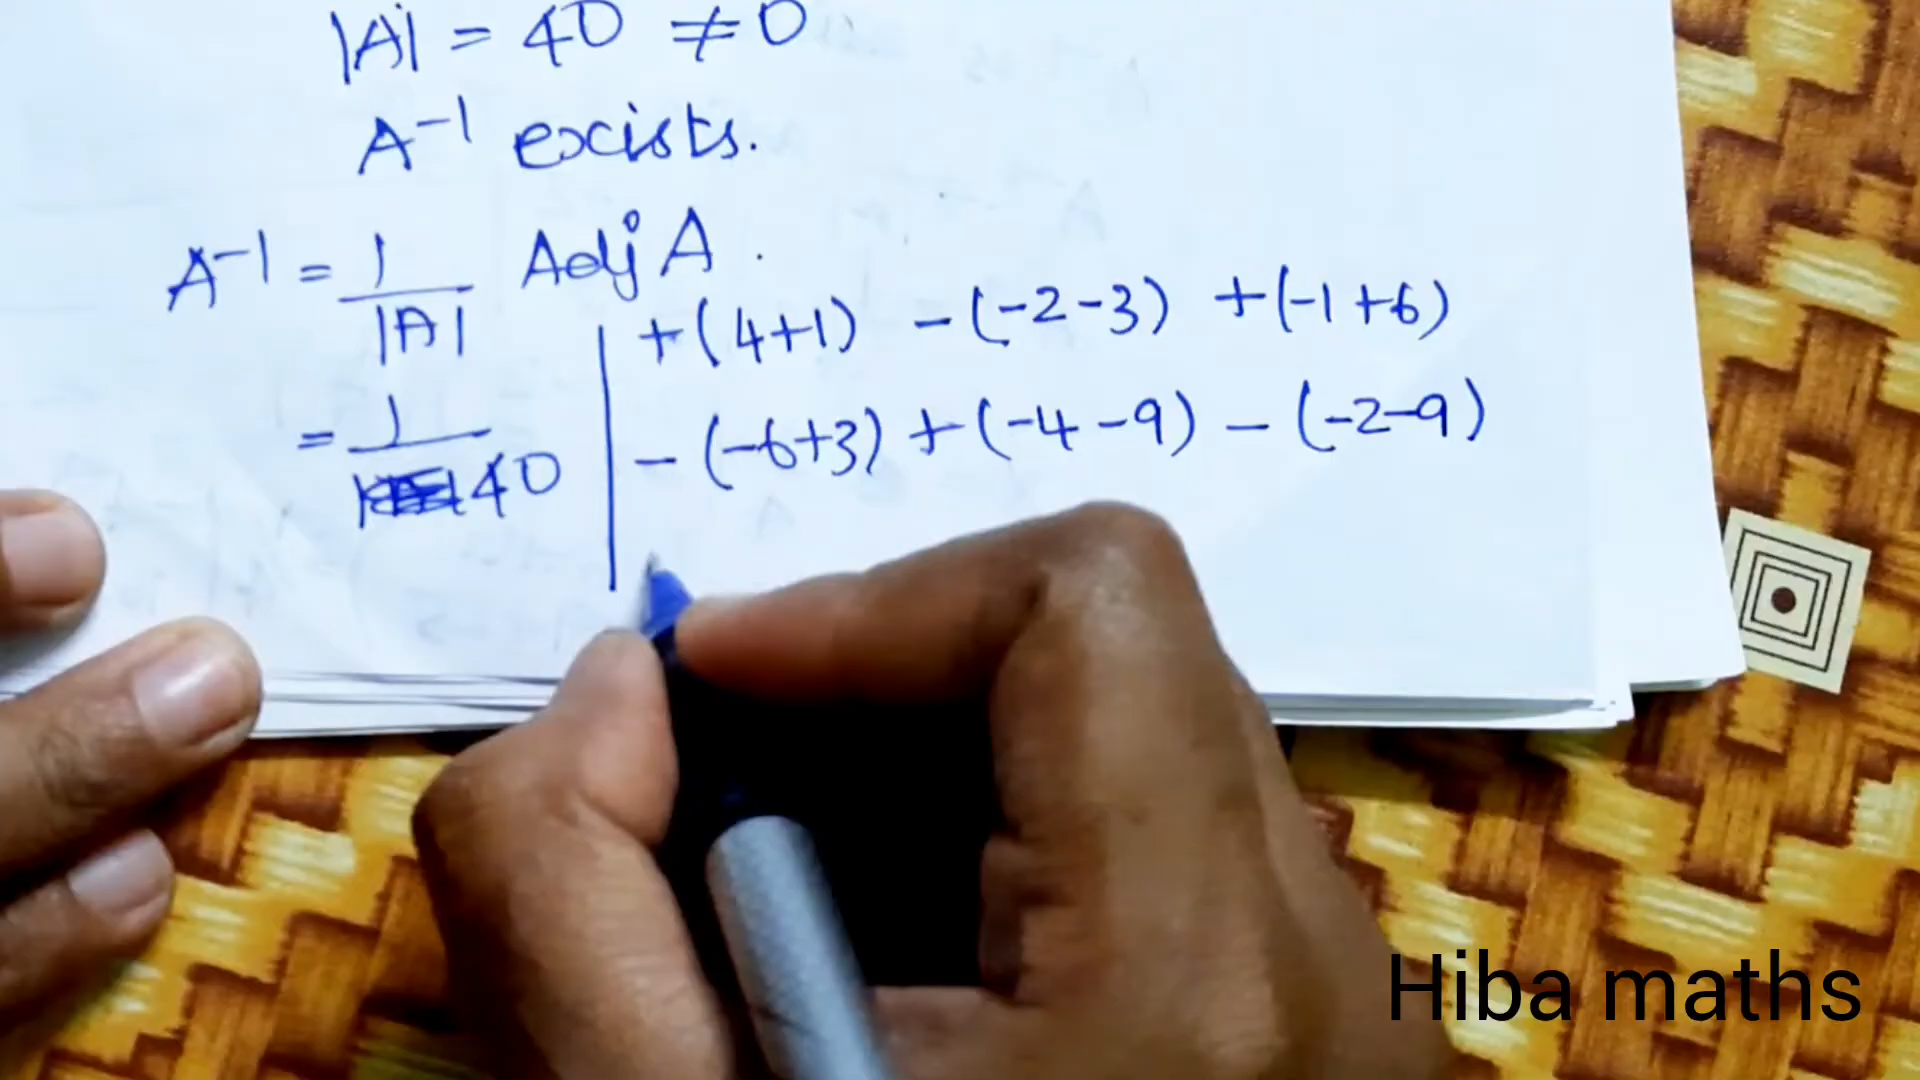 |A| = 40 ≠ 0
A⁻¹ excists.
A⁻¹ = 1/|A| Adj A .
+(4+1) -(-2-3) +(-1+6)
= 1/40 -(-6+3) +(-4-9) -(-2-9)
Hiba maths